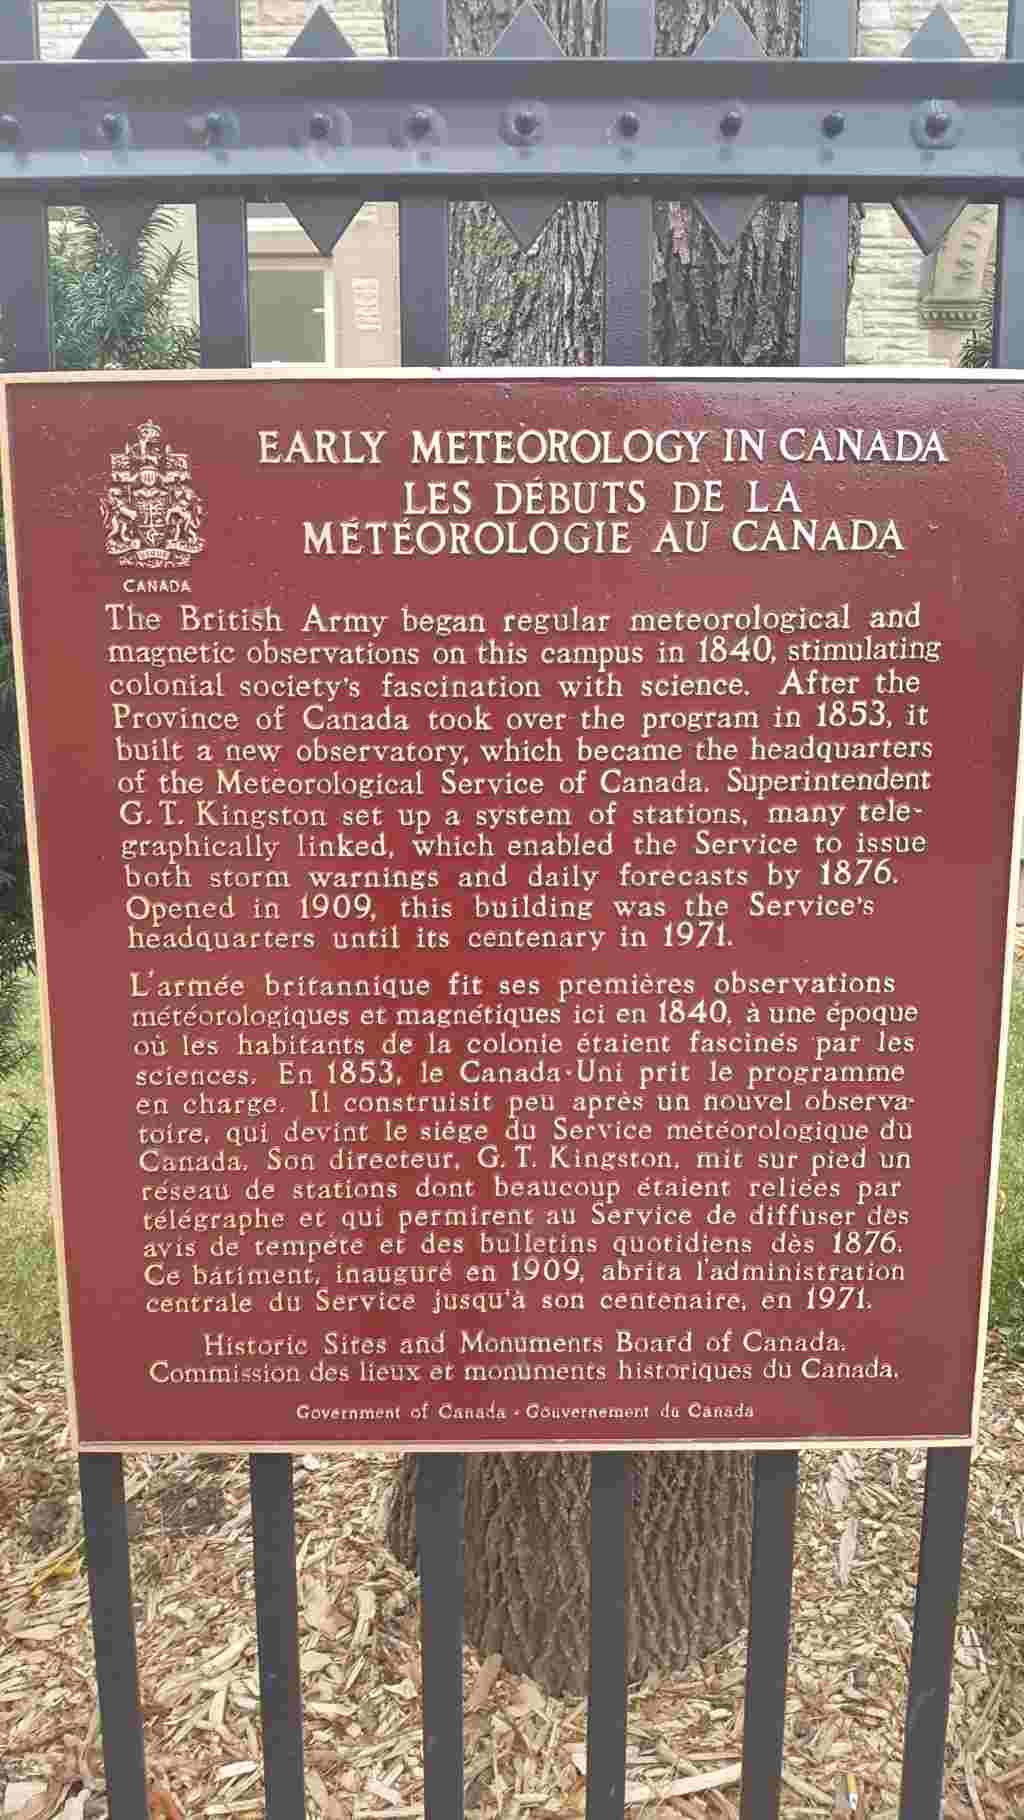 EARLY METEOROLOGY IN CANADA
LES DÉBUTS DE LA
MÉTÉOROLOGIE AU CANADA
CANADA
The British Army began regular meteorological and
magnetic observations on this campus in 1840, stimulating
colonial society's fascination with science. After the
Province of Canada took over the program in 1853, it
built a new observatory, which became the headquarters
of the Meteorological Service of Canada. Superintendent
G. T. Kingston set up a system of stations, many tele-
graphically linked, which enabled the Service to issue
both storm warnings and daily forecasts by 1876.
Opened in 1909, this building was the Service's
headquarters until its centenary in 1971.
L'armée britannique fit ses premières observations
météorologiques et magnétiques ici en 1840, à une époque
où les habitants de la colonie étaient fascinés par les
sciences. En 1853, le Canada-Uni prit le programme
en charge. Il construisit peu après un nouvel observa-
toire, qui devint le siège du Service météorologique du
Canada. Son directeur, G. T. Kingston, mit sur pied un
réseau de stations dont beaucoup étaient reliées par
télégraphe et qui permirent au Service de diffuser des
avis de tempête et des bulletins quotidiens dès 1876.
Ce bâtiment, inauguré en 1909, abrita l'administration
centrale du Service jusqu'à son centenaire, en 1971.
Historic Sites and Monuments Board of Canada.
Commission des lieux et monuments historiques du Canada.
Government of Canada - Gouvernement du Canada